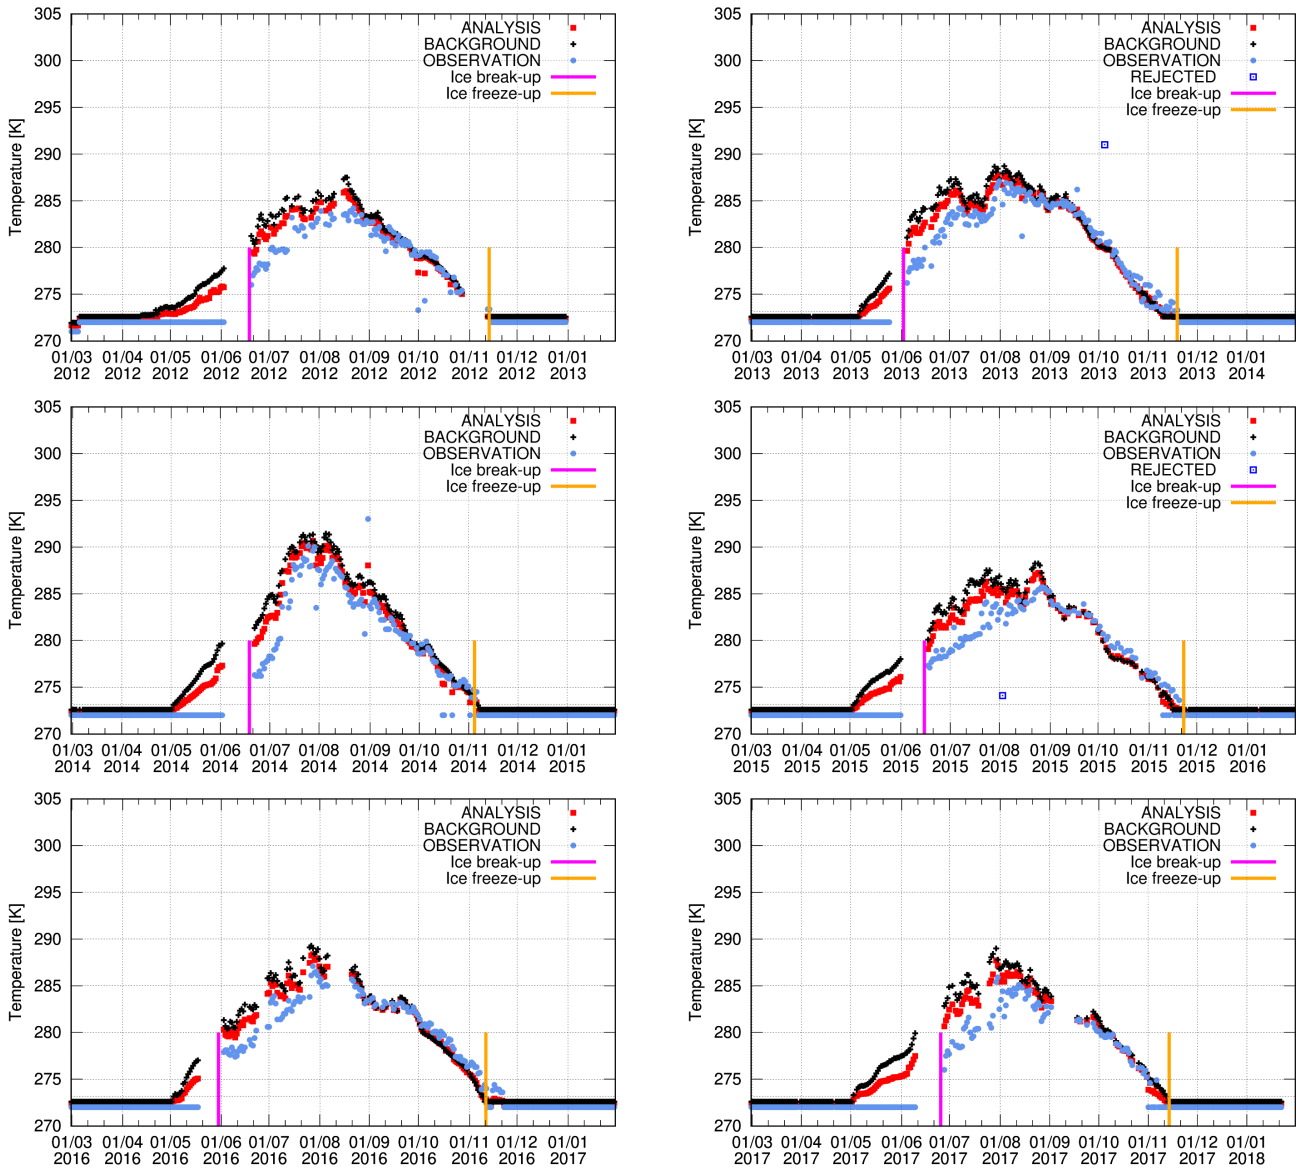 305
300
295
290
285
280
275
270
Temperature [K]
ANALYSIS
BACKGROUND
OBSERVATION
Ice break-up
Ice freeze-up
01/03 01/04 01/05 01/06 01/07 01/08 01/09 01/10 01/11 01/12 01/01
2012 2012 2012 2012 2012 2012 2012 2012 2012 2012 2013
305
300
295
290
285
280
275
270
Temperature [K]
ANALYSIS
BACKGROUND
OBSERVATION
REJECTED
Ice break-up
Ice freeze-up
01/03 01/04 01/05 01/06 01/07 01/08 01/09 01/10 01/11 01/12 01/01
2013 2013 2013 2013 2013 2013 2013 2013 2013 2013 2014
305
300
295
290
285
280
275
270
Temperature [K]
ANALYSIS
BACKGROUND
OBSERVATION
Ice break-up
Ice freeze-up
01/03 01/04 01/05 01/06 01/07 01/08 01/09 01/10 01/11 01/12 01/01
2014 2014 2014 2014 2014 2014 2014 2014 2014 2014 2015
305
300
295
290
285
280
275
270
Temperature [K]
ANALYSIS
BACKGROUND
OBSERVATION
REJECTED
Ice break-up
Ice freeze-up
01/03 01/04 01/05 01/06 01/07 01/08 01/09 01/10 01/11 01/12 01/01
2015 2015 2015 2015 2015 2015 2015 2015 2015 2015 2016
305
300
295
290
285
280
275
270
Temperature [K]
ANALYSIS
BACKGROUND
OBSERVATION
Ice break-up
Ice freeze-up
01/03 01/04 01/05 01/06 01/07 01/08 01/09 01/10 01/11 01/12 01/01
2016 2016 2016 2016 2016 2016 2016 2016 2016 2016 2017
305
300
295
290
285
280
275
270
Temperature [K]
ANALYSIS
BACKGROUND
OBSERVATION
Ice break-up
Ice freeze-up
01/03 01/04 01/05 01/06 01/07 01/08 01/09 01/10 01/11 01/12 01/01
2017 2017 2017 2017 2017 2017 2017 2017 2017 2017 2018